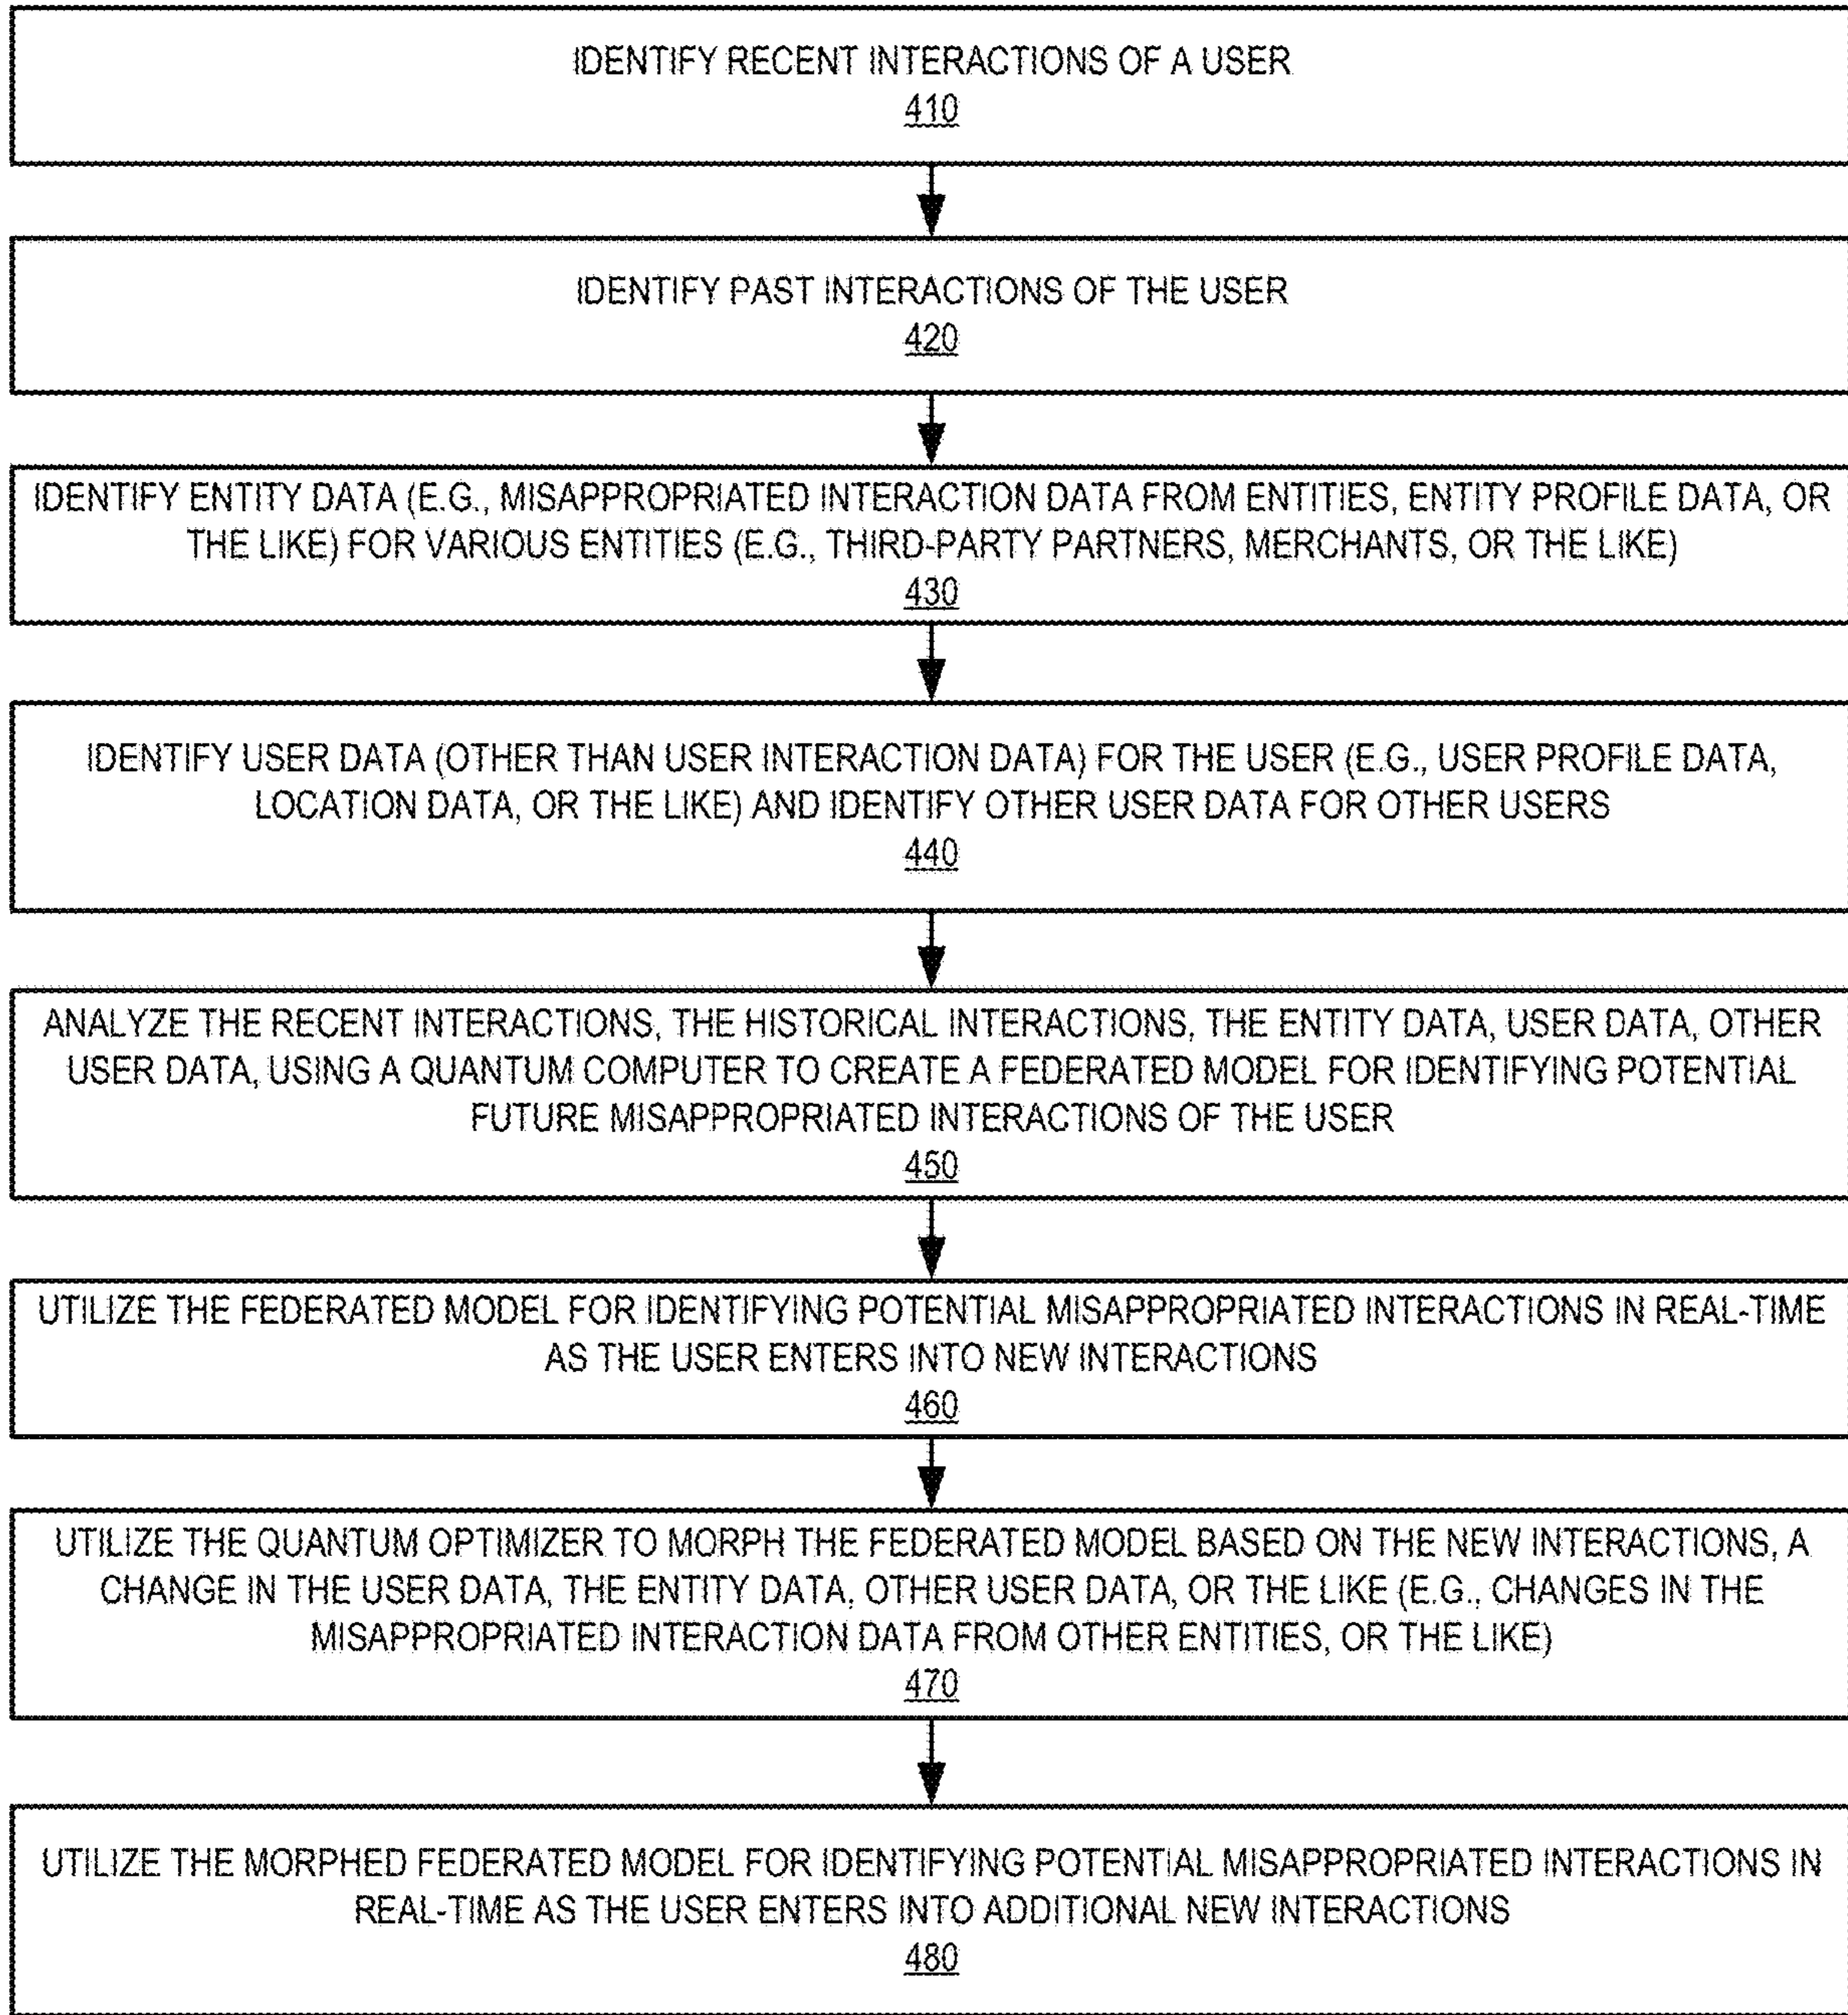 IDENTIFY RECENT INTERACTIONS OF A USER
410
IDENTIFY PAST INTERACTIONS OF THE USER
420
IDENTIFY ENTITY DATA (E.G., MISAPPROPRIATED INTERACTION DATA FROM ENTITIES, ENTITY PROFILE DATA, OR
THE LIKE) FOR VARIOUS ENTITIES (E.G., THIRD-PARTY PARTNERS, MERCHANTS, OR THE LIKE)
430
IDENTIFY USER DATA (OTHER THAN USER INTERACTION DATA) FOR THE USER (E.G., USER PROFILE DATA,
LOCATION DATA, OR THE LIKE) AND IDENTIFY OTHER USER DATA FOR OTHER USERS
440
ANALYZE THE RECENT INTERACTIONS, THE HISTORICAL INTERACTIONS, THE ENTITY DATA, USER DATA, OTHER
USER DATA, USING A QUANTUM COMPUTER TO CREATE A FEDERATED MODEL FOR IDENTIFYING POTENTIAL
FUTURE MISAPPROPRIATED INTERACTIONS OF THE USER
450
UTILIZE THE FEDERATED MODEL FOR IDENTIFYING POTENTIAL MISAPPROPRIATED INTERACTIONS IN REAL-TIME
AS THE USER ENTERS INTO NEW INTERACTIONS
460
UTILIZE THE QUANTUM OPTIMIZER TO MORPH THE FEDERATED MODEL BASED ON THE NEW INTERACTIONS, A
CHANGE IN THE USER DATA, THE ENTITY DATA, OTHER USER DATA, OR THE LIKE (E.G., CHANGES IN THE
MISAPPROPRIATED INTERACTION DATA FROM OTHER ENTITIES, OR THE LIKE)
470
UTILIZE THE MORPHED FEDERATED MODEL FOR IDENTIFYING POTENTIAL MISAPPROPRIATED INTERACTIONS IN
REAL-TIME AS THE USER ENTERS INTO ADDITIONAL NEW INTERACTIONS
480